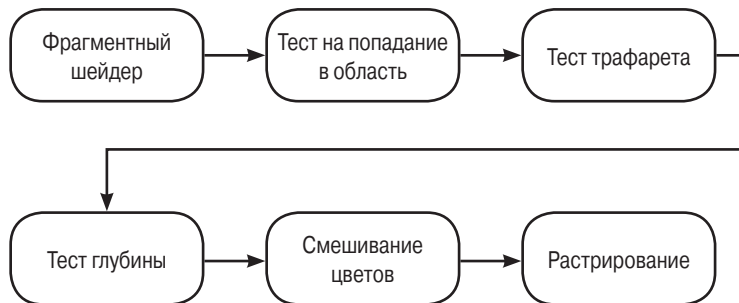 Фрагментный
шейдер
Тест на попадание
в область
Тест трафарета
Тест глубины
Смешивание
цветов
Растрирование